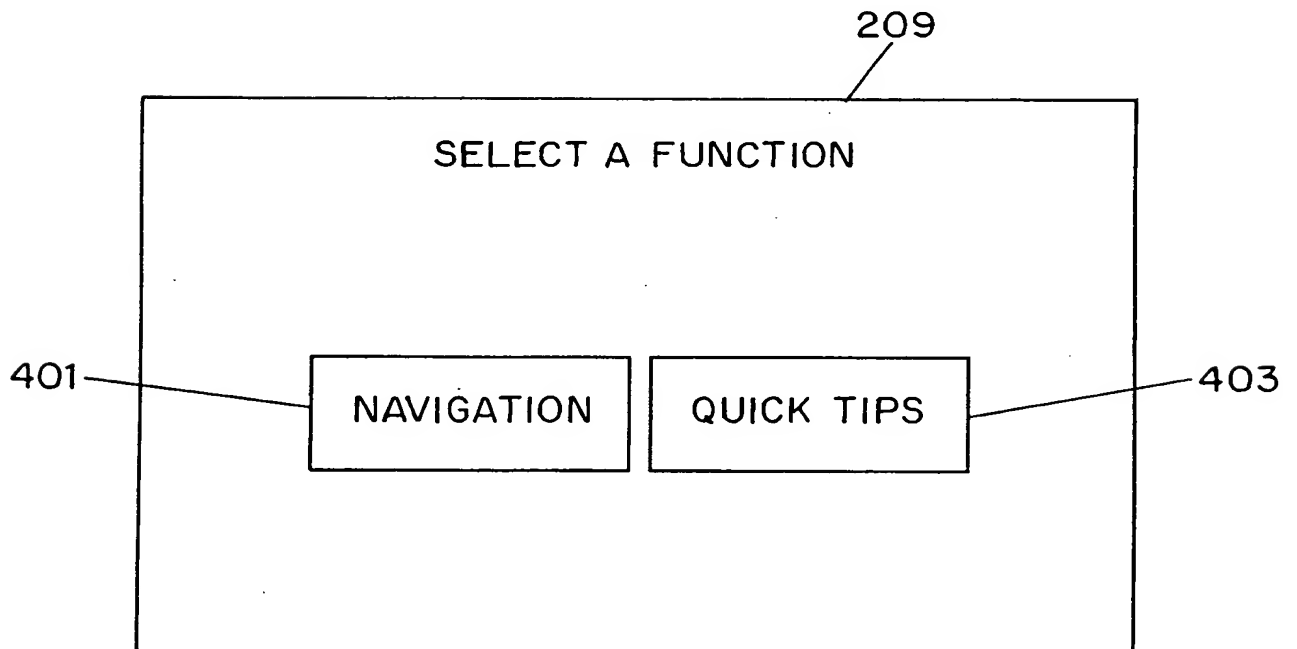 209
SELECT A FUNCTION
401
NAVIGATION
QUICK TIPS
403